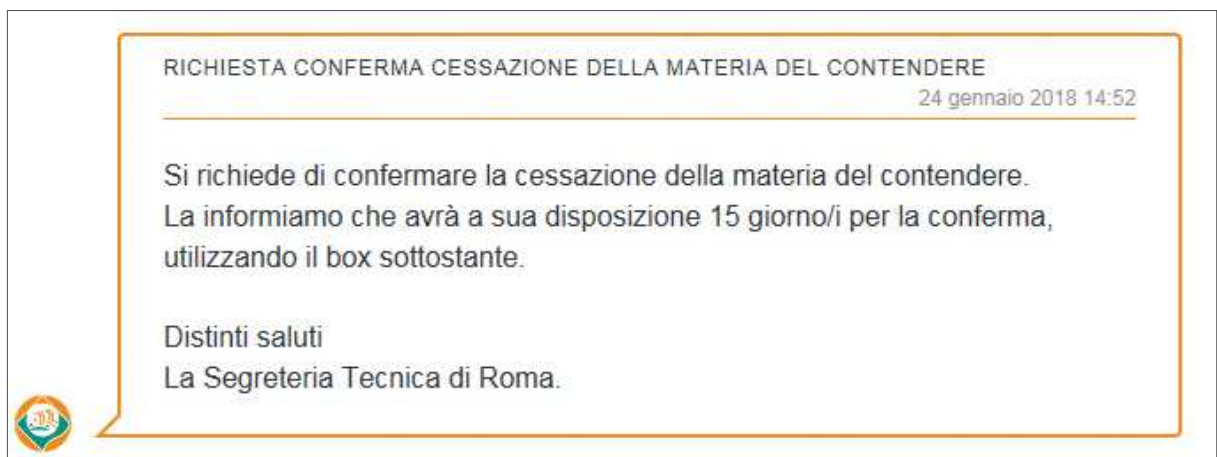 RICHIESTA CONFERMA CESSAZIONE DELLA MATERIA DEL CONTENDERE
24 gennaio 2018 14:52
Si richiede di confermare la cessazione della materia del contendere.
La informiamo che avrà a sua disposizione 15 giorno/i per la conferma,
utilizzando il box sottostante.
Distinti saluti
La Segreteria Tecnica di Roma.